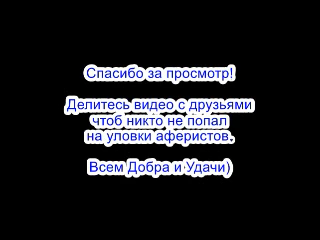 Спасибо за просмотр!
Делитесь видео с друзьями
чтоб никто не попал
на уловки аферистов.
Всем Добра и Удачи)